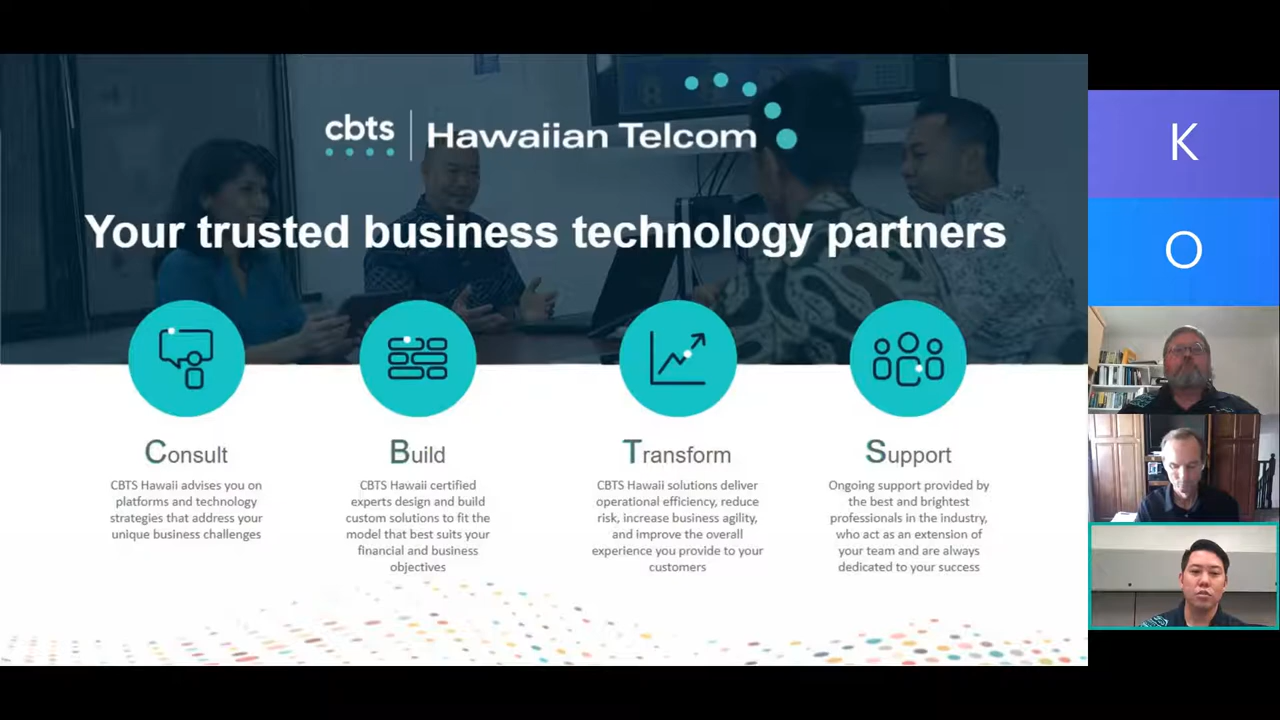 cbts
Hawaiian Telcom
Your trusted business technology partners
Consult
CBTS Hawaii advises you on
platforms and technology
strategies that address your
unique business challenges
Build
CBTS Hawaii certified
experts design and build
custom solutions to fit the
model that best suits your
financial and business
objectives
Transform
CBTS Hawaii solutions deliver
operational efficiency, reduce
risk, increase business agility,
and improve the overall
experience you provide to your
customers
Support
Ongoing support provided by
the best and brightest
professionals in the industry,
who act as an extension of
your team and are always
dedicated to your success
K
O